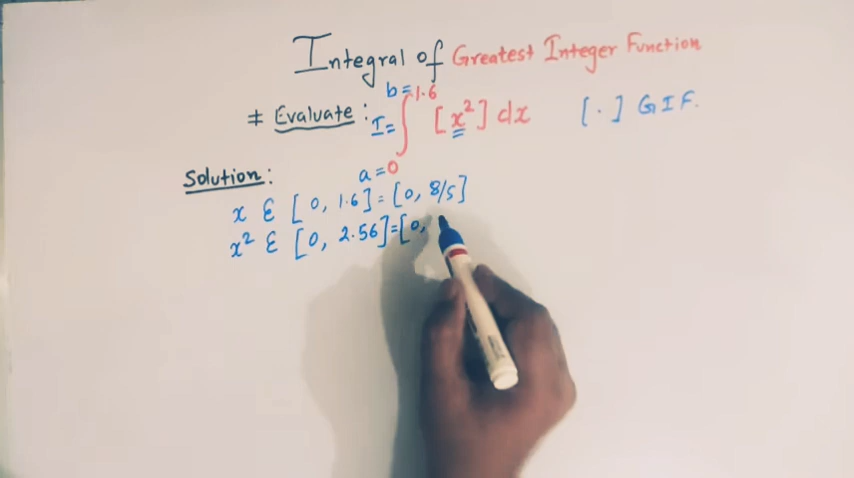 Integral of Greatest Integer Function
b=1.6
# Evaluate : I=∫ [x²] dx [·] GIF.
a=0
Solution:
x ε [0, 1.6]=[0, 8/5]
x² ε [0, 2.56]=[0,